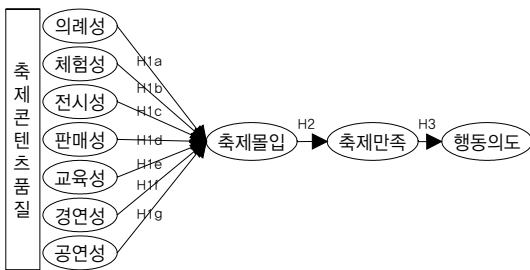 축제콘텐츠품질
의례성
체험성
전시성
판매성
교육성
경연성
공연성
H1a
H1b
H1c
H1d
H1e
H1f
H1g
축제몰입
H2
축제만족
H3
행동의도